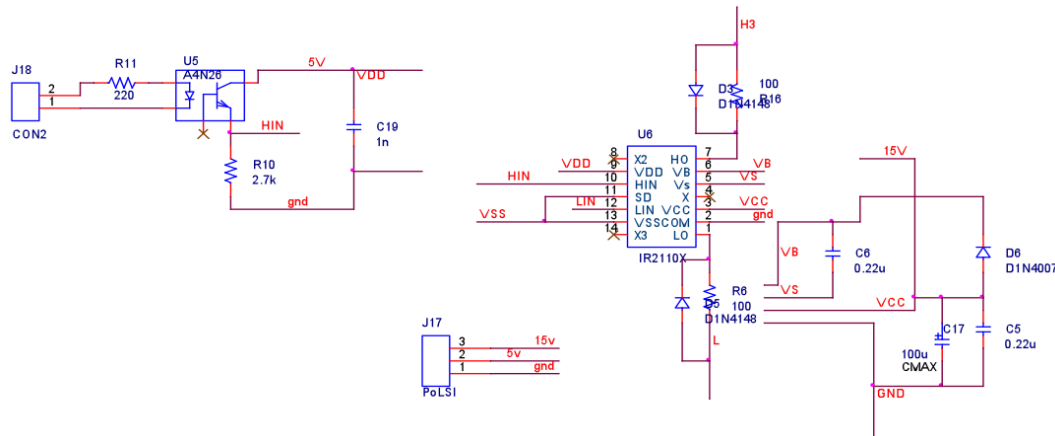 J18
2
1
CON2
R11
220
U5
A4N26
5V
VDD
HIN
R10
2.7k
gnd
C19
1n
H3
D3
D1N4148
100
R16
U6
8
9
10
11
12
13
14
X2
VDD
HIN
SD
LIN
VSS
X3
HO
VB
Vs
X
VCC
COM
LO
7
6
5
4
3
2
1
IR2110X
VDD
HIN
LIN
VSS
VB
VS
VCC
gnd
R6
100
D5
D1N4148
L
15V
VB
VS
VCC
C6
0.22u
D6
D1N4007
C17
100u
CMAX
C5
0.22u
GND
J17
3
2
1
15v
5v
gnd
PoLSI